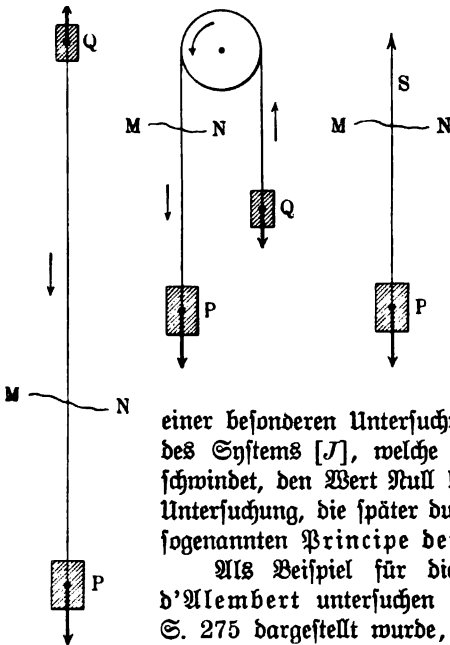 Q
S
M N
M N
Q
P
P
M N
P
einer beſonderen Unterſuch
des Syſtems [J], welche
ſchwindet, den Wert Null
Unterſuchung, die ſpäter du
ſogenannten Principe de
Als Beiſpiel für die
d'Alembert unterſuchen
S. 275 dargeſtellt wurde,